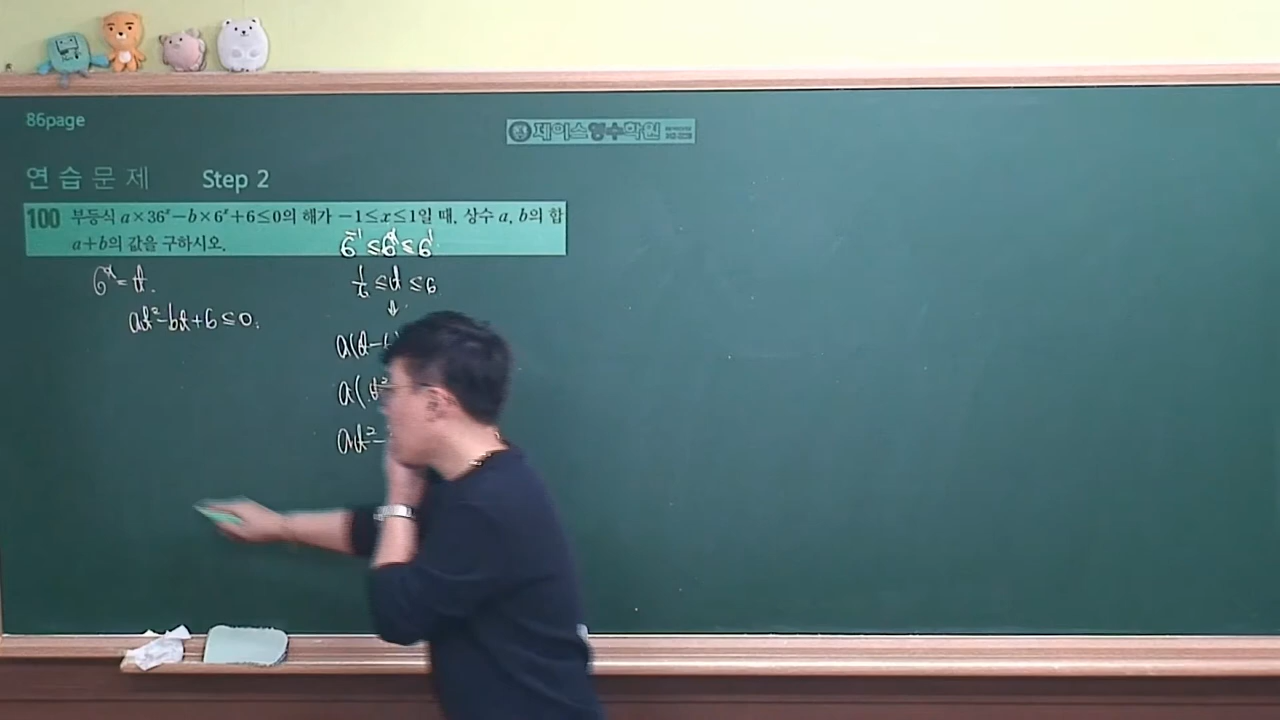 86page
제이스영수학원
연습문제 Step 2
100 부등식 a×36ˣ−b×6ˣ+6≤0의 해가 −1≤x≤1일 때, 상수 a, b의 합
a+b의 값을 구하시오.
6⁻¹ ≤6ˣ≤6¹
6ˣ=t.
1/6 ≤t ≤6
⇓
at²−bt+6≤0.
a(t−
a(t²
at²−